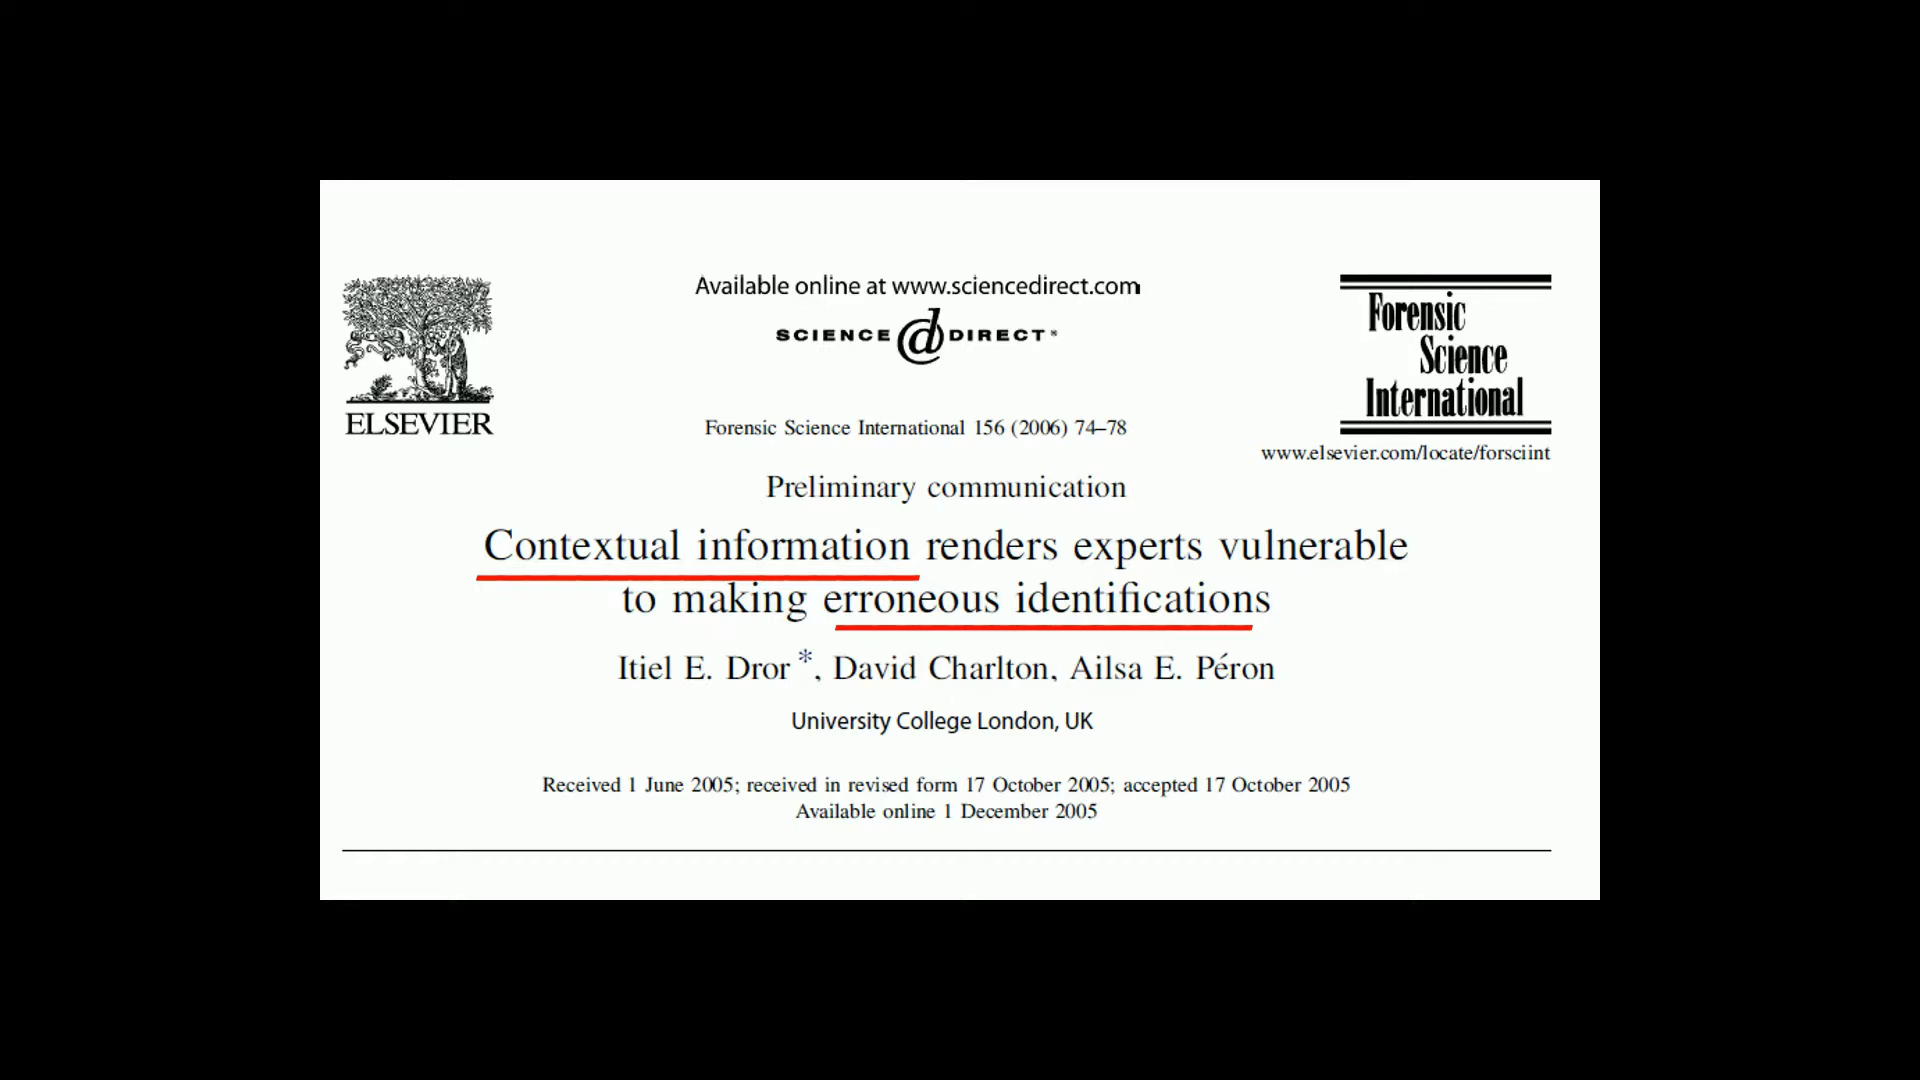 Available online at www.sciencedirect.com
SCIENCE @ DIRECT®
ELSEVIER
Forensic
Science
International
Forensic Science International 156 (2006) 74–78
www.elsevier.com/locate/forsciint
Preliminary communication
Contextual information renders experts vulnerable
to making erroneous identifications
Itiel E. Dror *, David Charlton, Ailsa E. Péron
University College London, UK
Received 1 June 2005; received in revised form 17 October 2005; accepted 17 October 2005
Available online 1 December 2005